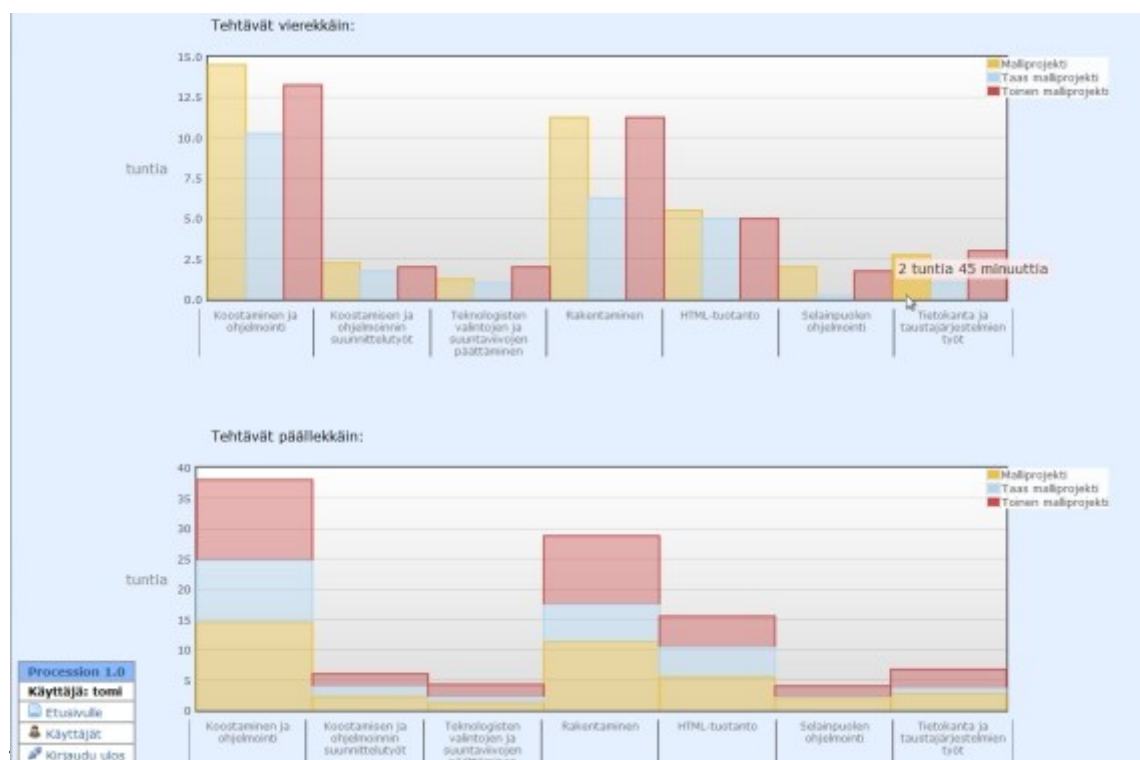 Tehtävät vierekkäin:
15.0
12.5
10.0
7.5
5.0
2.5
0.0
tuntia
Malliprojekti
Taas malliprojekti
Toinen malliprojekti
2 tuntia 45 minuuttia
Koostaminen ja
ohjelmointi
Koostamisen ja
ohjelmoinnin
suunnittelutyöt
Teknologisten
valintojen ja
suuntaviivojen
päättäminen
Rakentaminen
HTML-tuotanto
Selainpuolen
ohjelmointi
Tietokanta ja
taustajärjestelmien
työt
Tehtävät päällekkäin:
40
35
30
25
20
15
10
5
0
tuntia
Malliprojekti
Taas malliprojekti
Toinen malliprojekti
Koostaminen ja
ohjelmointi
Koostamisen ja
ohjelmoinnin
suunnittelutyöt
Teknologisten
valintojen ja
suuntaviivojen
päättäminen
Rakentaminen
HTML-tuotanto
Selainpuolen
ohjelmointi
Tietokanta ja
taustajärjestelmien
työt
Procession 1.0
Käyttäjä: tomi
Etusivulle
Käyttäjät
Kirjaudu ulos